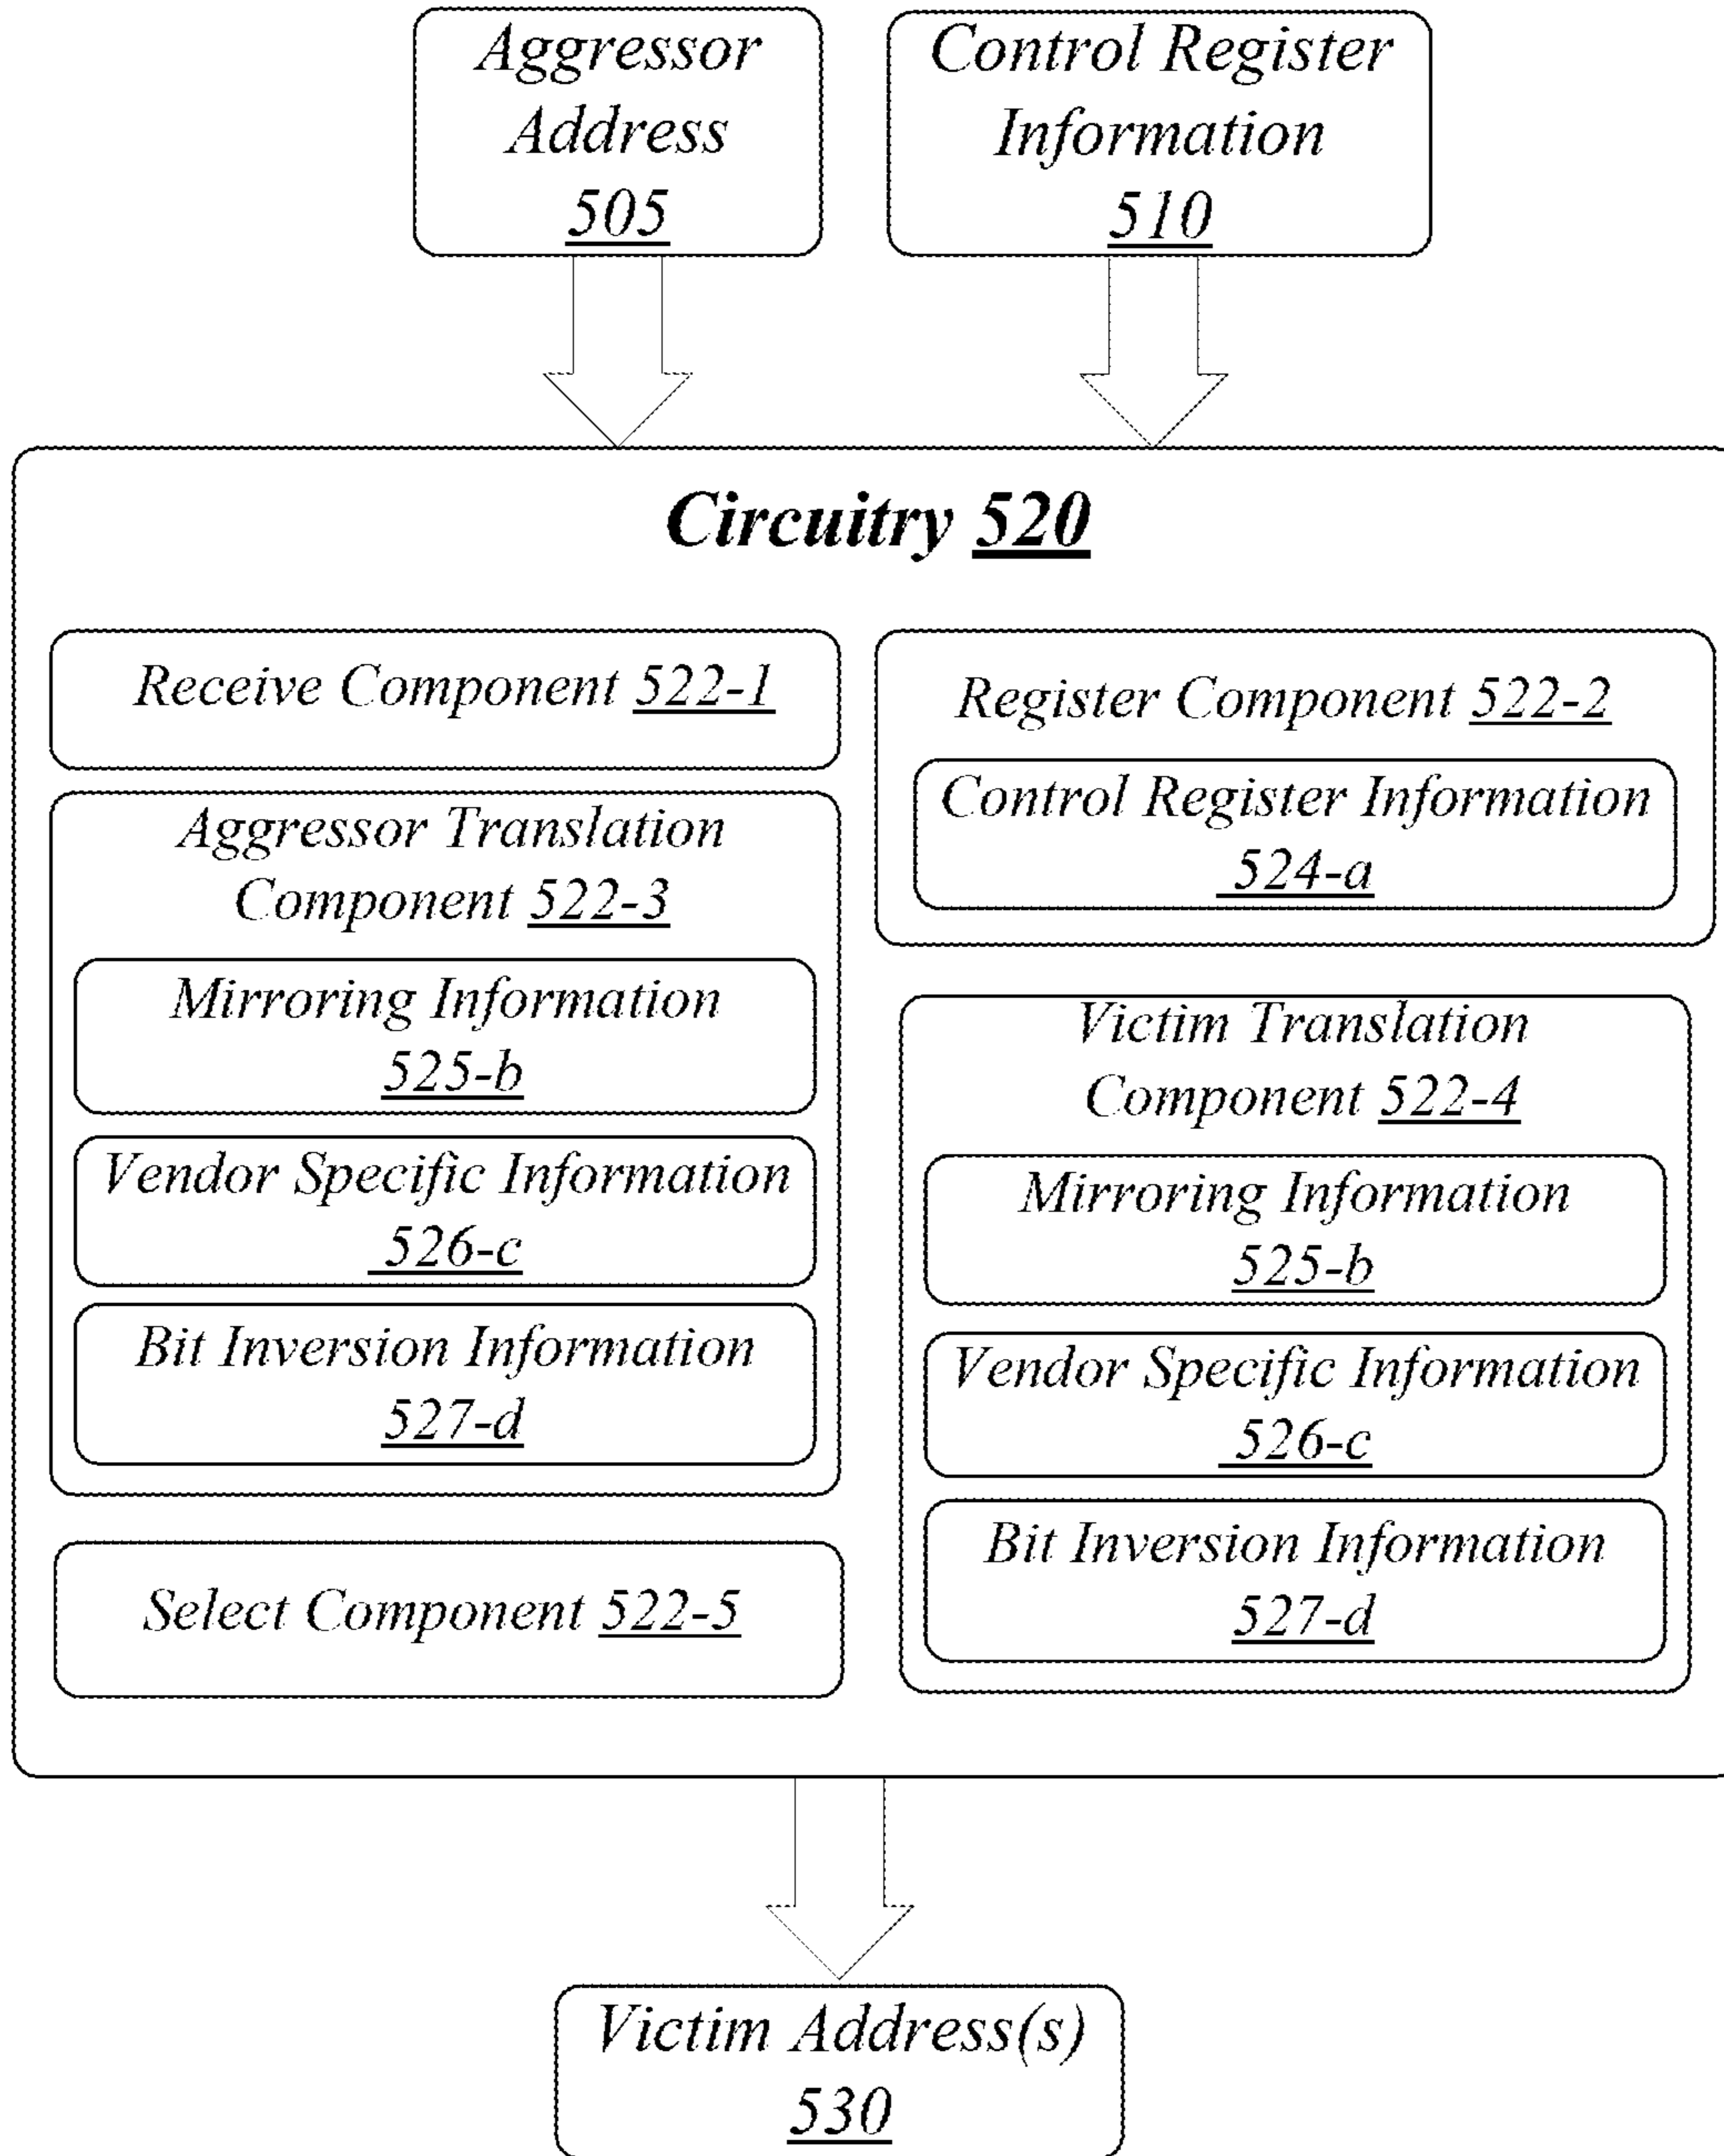 Aggressor
Address
505
Control Register
Information
510
Circuitry 520
Receive Component 522-1
Register Component 522-2
Control Register Information
524-a
Aggressor Translation
Component 522-3
Mirroring Information
525-b
Vendor Specific Information
526-c
Bit Inversion Information
527-d
Victim Translation
Component 522-4
Mirroring Information
525-b
Vendor Specific Information
526-c
Bit Inversion Information
527-d
Select Component 522-5
Victim Address(s)
530